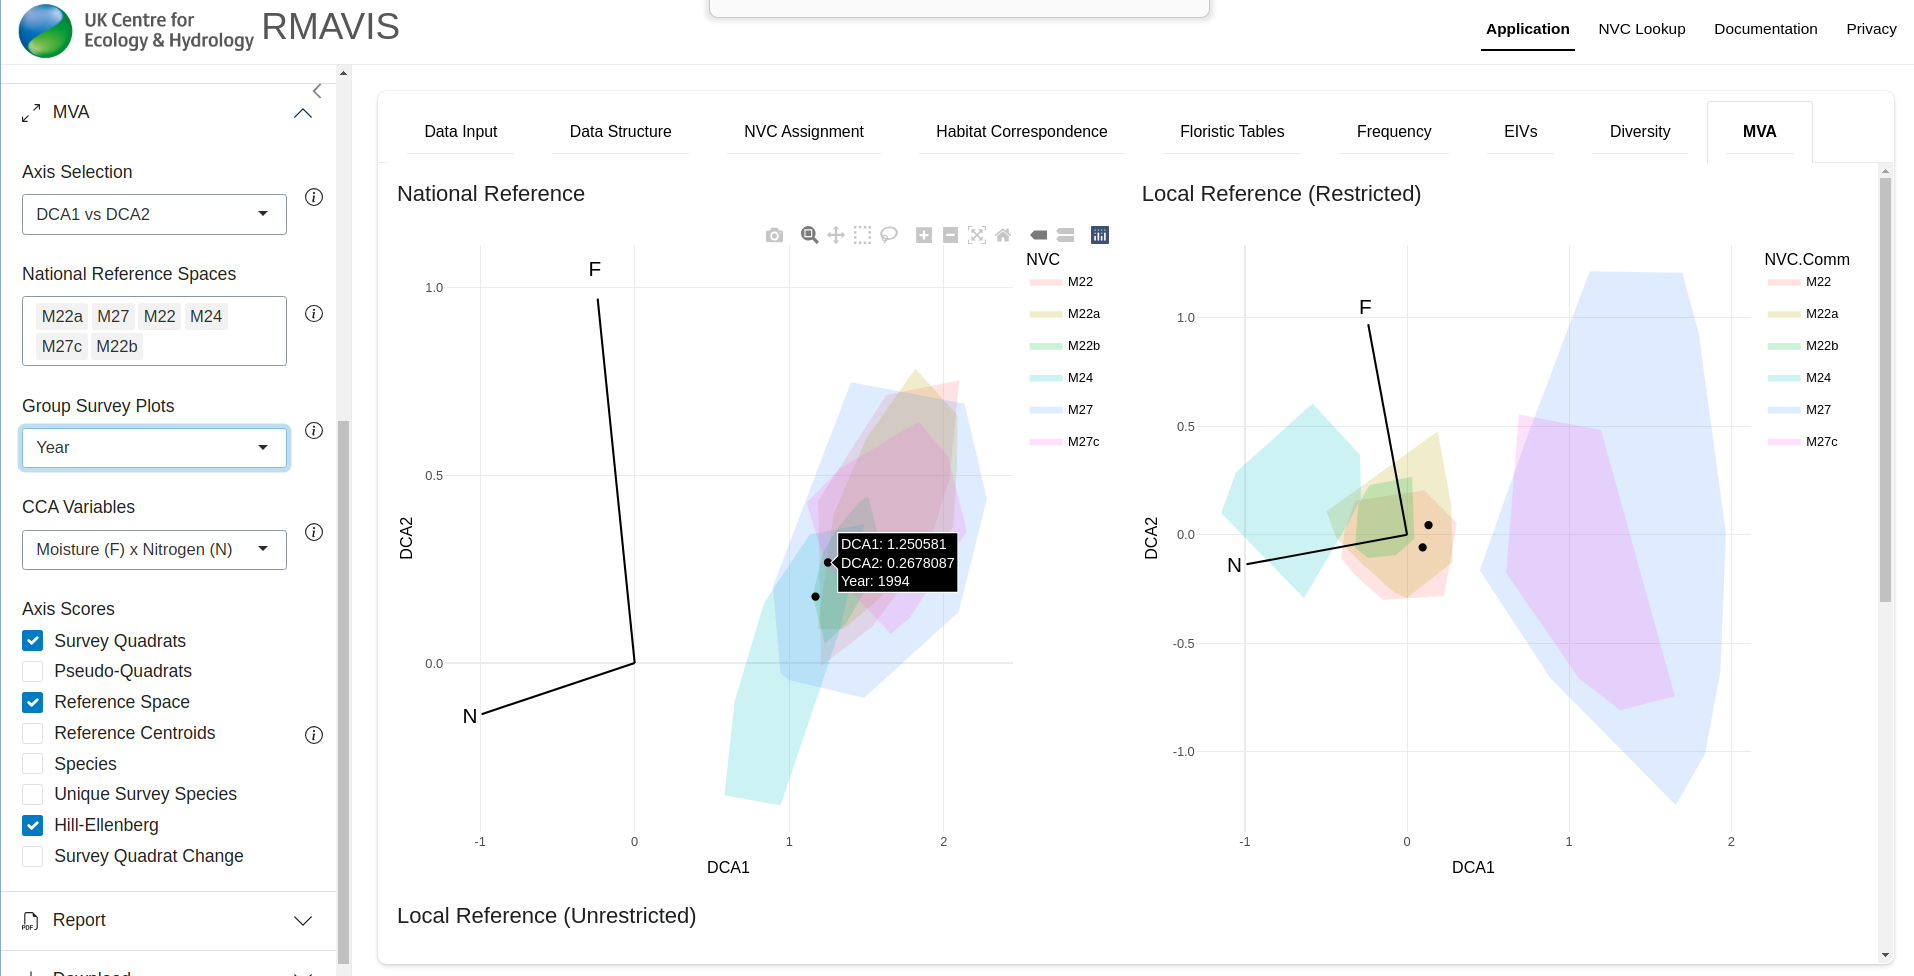 UK Centre for
Ecology & Hydrology
RMAVIS
Application
NVC Lookup
Documentation
Privacy
MVA
Axis Selection
DCA1 vs DCA2
National Reference Spaces
M22a M27 M22 M24
M27c M22b
Group Survey Plots
Year
CCA Variables
Moisture (F) x Nitrogen (N)
Axis Scores
Survey Quadrats
Pseudo-Quadrats
Reference Space
Reference Centroids
Species
Unique Survey Species
Hill-Ellenberg
Survey Quadrat Change
PDF
Report
Download
Data Input
Data Structure
NVC Assignment
Habitat Correspondence
Floristic Tables
Frequency
EIVs
Diversity
MVA
National Reference
F
N
1.0
0.5
0.0
DCA2
-1
0
1
2
DCA1
DCA1: 1.250581
DCA2: 0.2678087
Year: 1994
NVC
M22
M22a
M22b
M24
M27
M27c
Local Reference (Restricted)
F
N
1.0
0.5
0.0
-0.5
-1.0
DCA2
-1
0
1
2
DCA1
NVC.Comm
M22
M22a
M22b
M24
M27
M27c
Local Reference (Unrestricted)